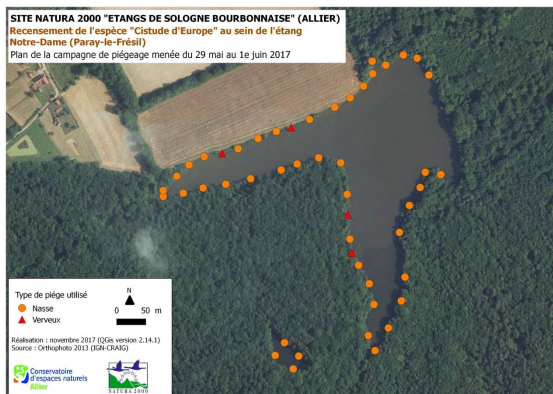 SITE NATURA 2000 "ETANGS DE SOLOGNE BOURBONNAISE" (ALLIER)
Recensement de l'espèce "Cistude d'Europe" au sein de l'étang
Notre-Dame (Paray-le-Frésil)
Plan de la campagne de piégeage menée du 29 mai au 1e juin 2017
Type de piége utilisé
Nasse
Verveux
N
0 50 m
Réalisation : novembre 2017 (QGis version 2.14.1)
Source : Orthophoto 2013 (IGN-CRAIG)
Conservatoire
d'espaces naturels
Allier
NATURA 2000